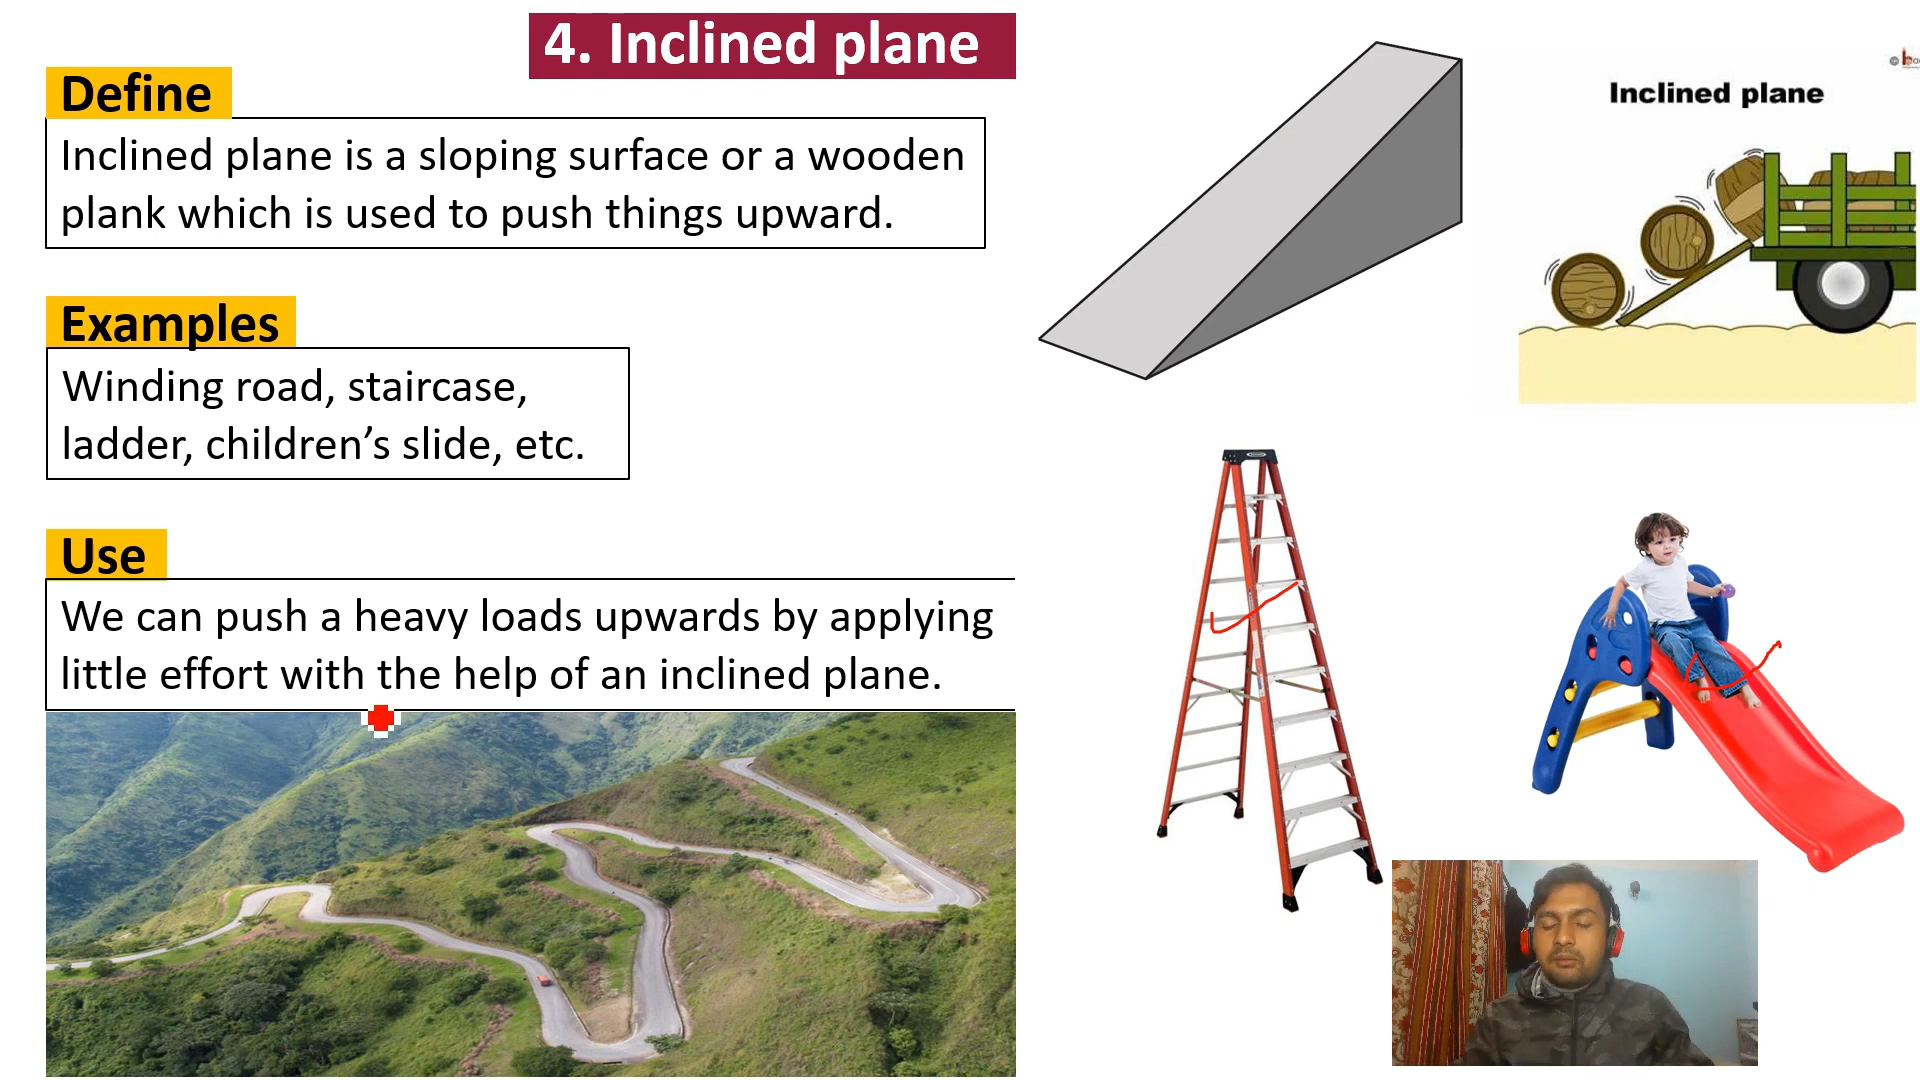 4. Inclined plane
Define
Inclined plane is a sloping surface or a wooden
plank which is used to push things upward.
Examples
Winding road, staircase,
ladder, children’s slide, etc.
Use
We can push a heavy loads upwards by applying
little effort with the help of an inclined plane.
Inclined plane